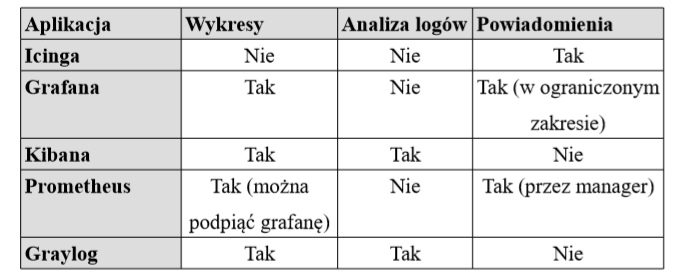 Aplikacja Wykresy Analiza logów Powiadomienia
Icinga Nie Nie Tak
Grafana Tak Nie Tak (w ograniczonym
zakresie)
Kibana Tak Tak Nie
Prometheus Tak (można Nie Tak (przez manager)
podpiąć grafanę)
Graylog Tak Tak Nie